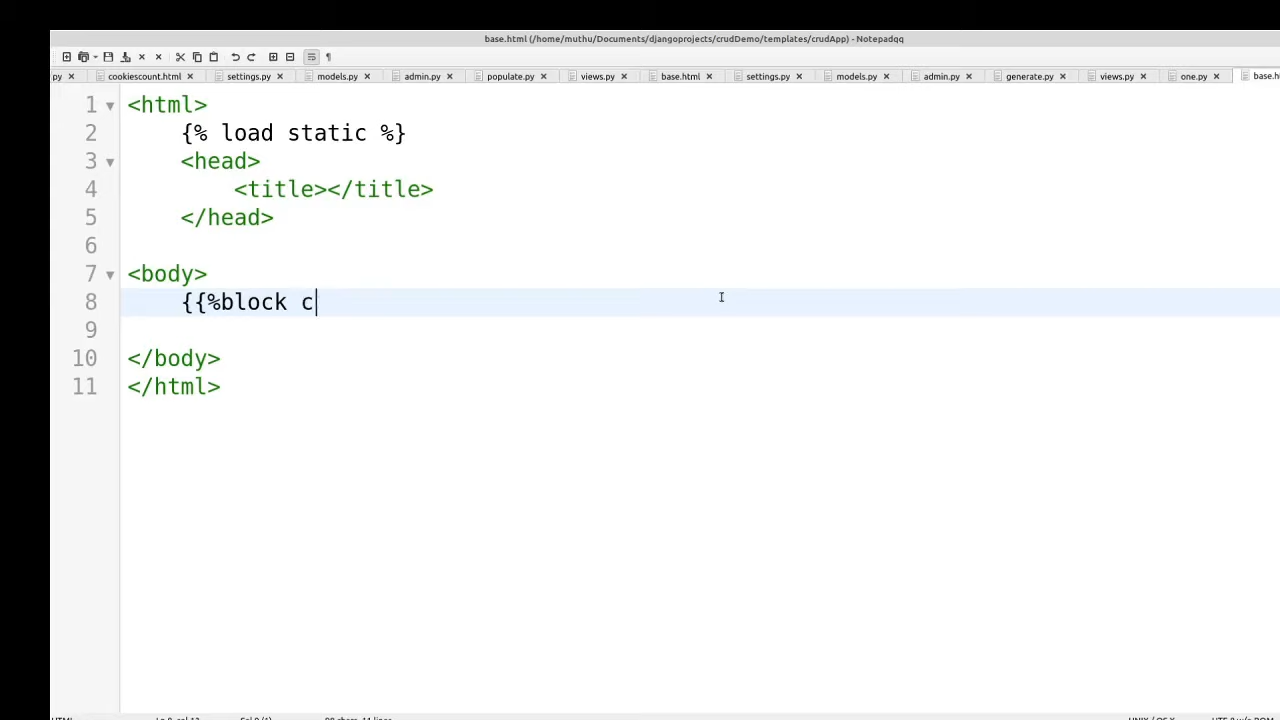 base.html (/home/muthu/Documents/djangoprojects/crudDemo/templates/crudApp) - Notepadqq
py cookiescount.html settings.py models.py admin.py populate.py views.py base.html settings.py models.py admin.py generate.py views.py one.py
1 <html>
2 {% load static %}
3 <head>
4 <title></title>
5 </head>
6
7 <body>
8 {{%block c
9
10 </body>
11 </html>